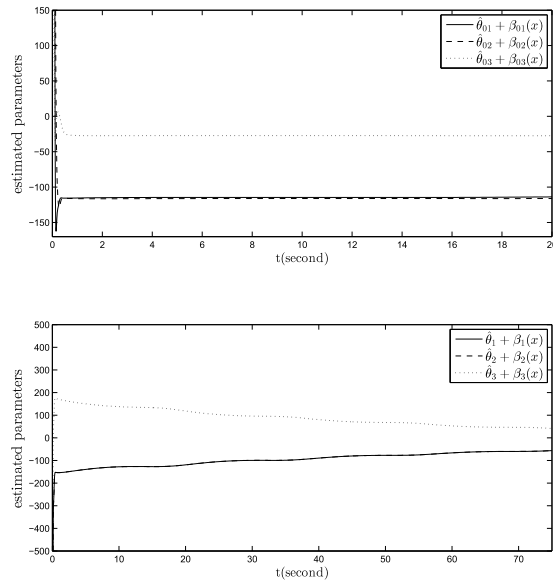 150
100
50
0
−50
−100
−150
estimated parameters
θ̂₀₁ + β₀₁(x)
θ̂₀₂ + β₀₂(x)
θ̂₀₃ + β₀₃(x)
0 2 4 6 8 10 12 14 16 18 20
t(second)
500
400
300
200
100
0
−100
−200
−300
−400
−500
estimated parameters
θ̂₁ + β₁(x)
θ̂₂ + β₂(x)
θ̂₃ + β₃(x)
0 10 20 30 40 50 60 70
t(second)